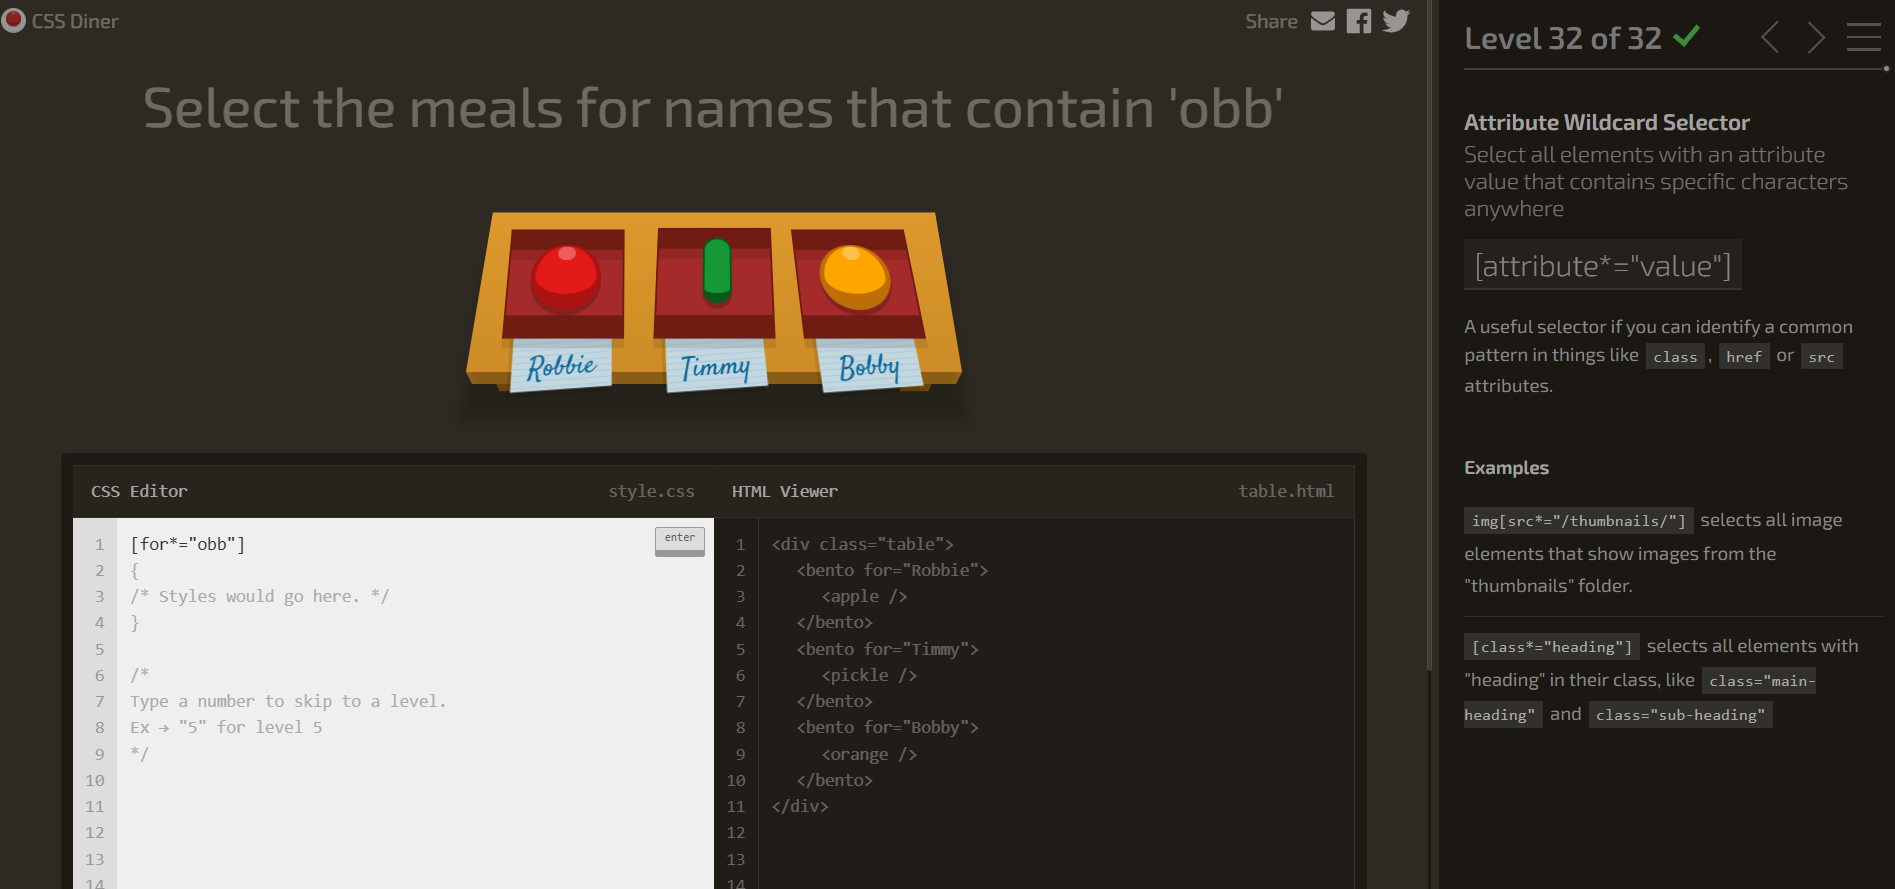 CSS Diner
Share
Select the meals for names that contain 'obb'
Robbie
Timmy
Bobby
CSS Editor
style.css
HTML Viewer
table.html
1
2
3
4
5
6
7
8
9
10
11
12
13
14
[for*="obb"]
{
/* Styles would go here. */
}
/*
Type a number to skip to a level.
Ex → "5" for level 5
*/
enter
1
2
3
4
5
6
7
8
9
10
11
12
13
14
<div class="table">
<bento for="Robbie">
<apple />
</bento>
<bento for="Timmy">
<pickle />
</bento>
<bento for="Bobby">
<orange />
</bento>
</div>
Level 32 of 32
Attribute Wildcard Selector
Select all elements with an attribute
value that contains specific characters
anywhere
[attribute*="value"]
A useful selector if you can identify a common
pattern in things like class , href or src
attributes.
Examples
img[src*="/thumbnails/"] selects all image
elements that show images from the
"thumbnails" folder.
[class*="heading"] selects all elements with
"heading" in their class, like class="main-
heading" and class="sub-heading"